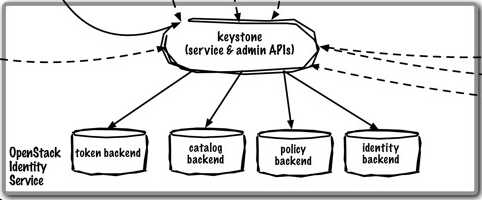 keystone
(service & admin APIs)
token backend
catalog
backend
policy
backend
identity
backend
OpenStack
Identity
Service